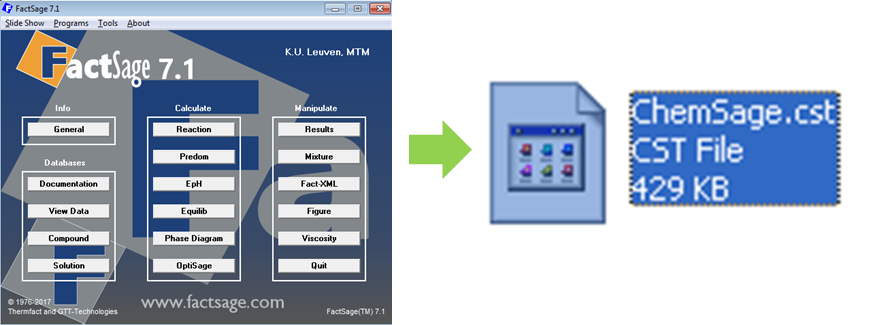 FactSage 7.1
Slide Show Programs Tools About
FactSage 7.1
K.U. Leuven, MTM
Info
General
Databases
Documentation
View Data
Compound
Solution
Calculate
Reaction
Predom
EpH
Equilib
Phase Diagram
OptiSage
Manipulate
Results
Mixture
Fact-XML
Figure
Viscosity
Quit
© 1976-2017
Thermfact and GTT-Technologies
www.factsage.com
FactSage(TM) 7.1
ChemSage.cst
CST File
429 KB